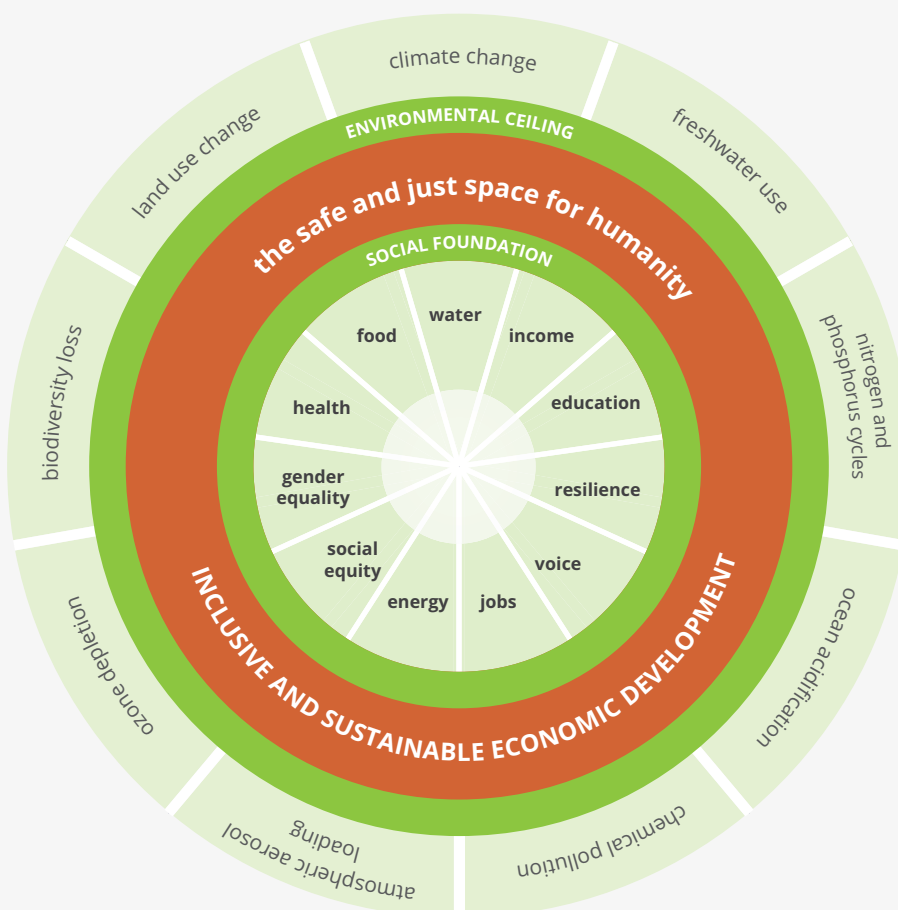 climate change
freshwater use
nitrogen and
phosphorus cycles
ocean acidification
chemical pollution
atmospheric aerosol
loading
ozone depletion
biodiversity loss
land use change
ENVIRONMENTAL CEILING
the safe and just space for humanity
INCLUSIVE AND SUSTAINABLE ECONOMIC DEVELOPMENT
SOCIAL FOUNDATION
water
income
education
resilience
voice
jobs
energy
social
equity
gender
equality
health
food